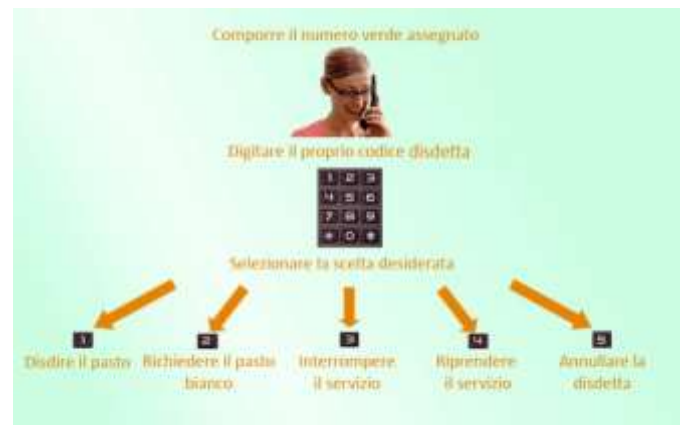 Comporre il numero verde assegnato
Digitare il proprio codice disdetta
1 2 3
4 5 6
7 8 9
* 0 #
Selezionare la scelta desiderata
1
Disdire il pasto
2
Richiedere il pasto
bianco
3
Interrompere
il servizio
4
Riprendere
il servizio
5
Annullare la
disdetta